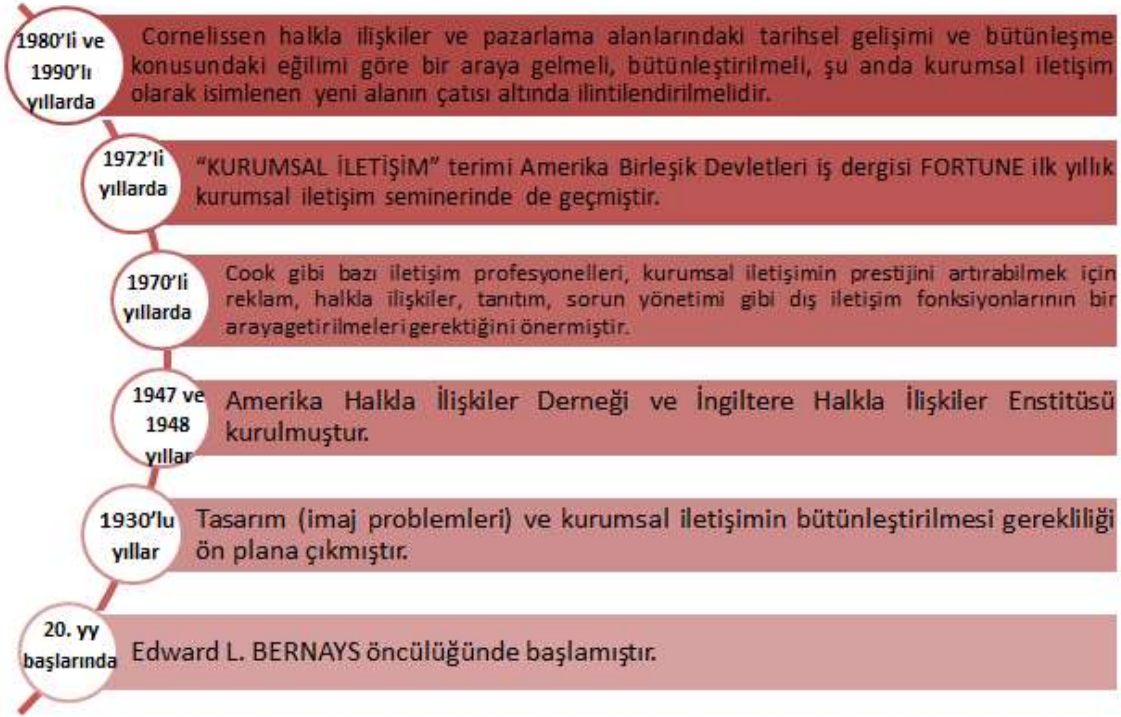 1980'li ve
1990'lı
yıllarda
Cornelissen halkla ilişkiler ve pazarlama alanlarındaki tarihsel gelişimi ve bütünleşme
konusundaki eğilimi göre bir araya gelmeli, bütünleştirilmeli, şu anda kurumsal iletişim
olarak isimlenen yeni alanın çatısı altında ilintilendirilmelidir.
1972'li
yıllarda
“KURUMSAL İLETİŞİM” terimi Amerika Birleşik Devletleri iş dergisi FORTUNE ilk yıllık
kurumsal iletişim seminerinde de geçmiştir.
1970'li
yıllarda
Cook gibi bazı iletişim profesyonelleri, kurumsal iletişimin prestijini artırabilmek için
reklam, halkla ilişkiler, tanıtım, sorun yönetimi gibi dış iletişim fonksiyonlarının bir
arayagetirilmelerigerektiğini önermiştir.
1947 ve
1948
yıllar
Amerika Halkla İlişkiler Derneği ve İngiltere Halkla İlişkiler Enstitüsü
kurulmuştur.
1930'lu
yıllar
Tasarım (imaj problemleri) ve kurumsal iletişimin bütünleştirilmesi gerekliliği
ön plana çıkmıştır.
20. yy
başlarında
Edward L. BERNAYS öncülüğünde başlamıştır.